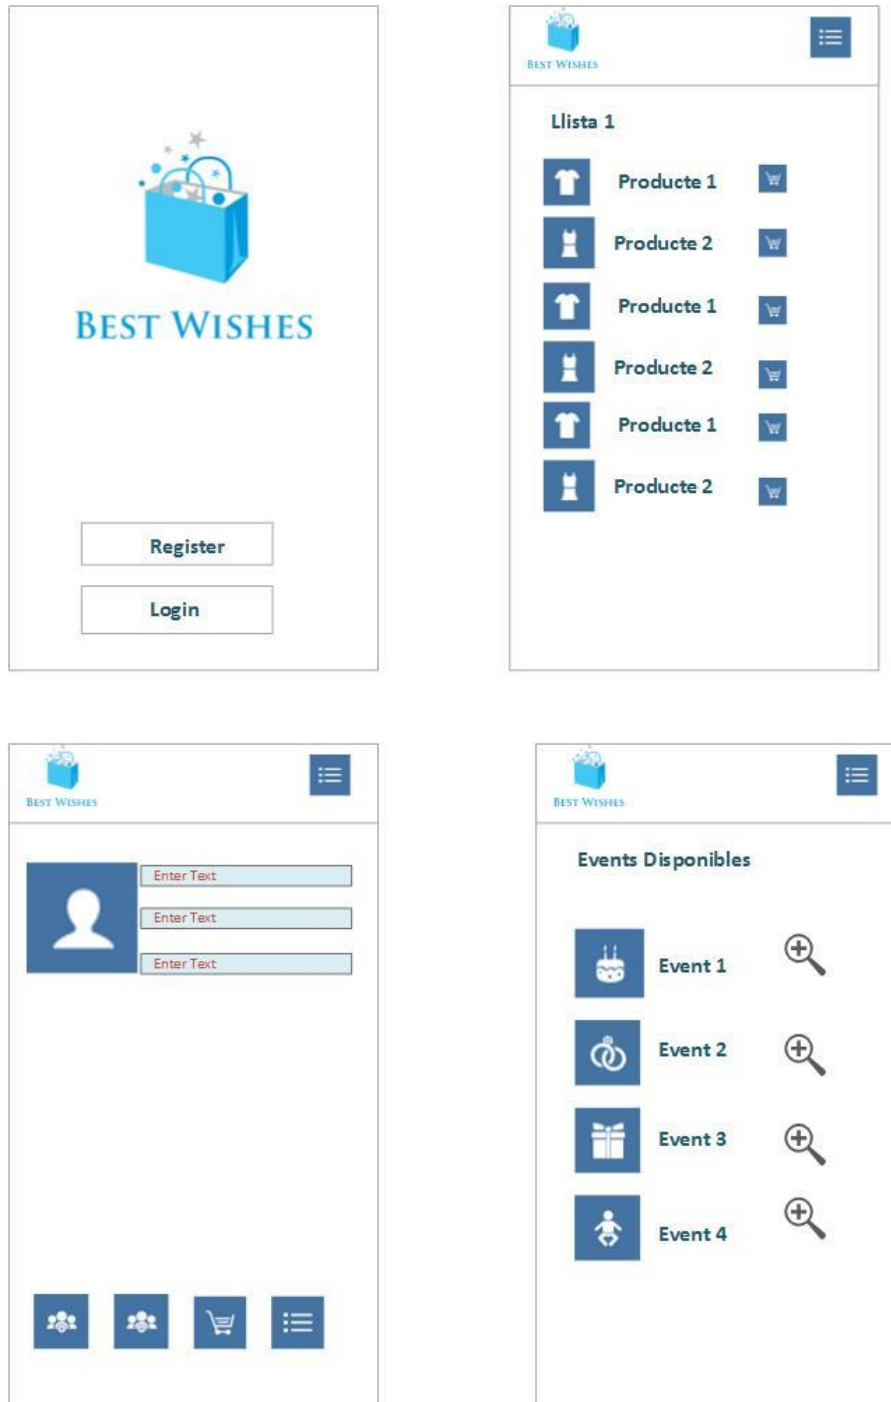 BEST WISHES
Register
Login
BEST WISHES
Llista 1
Producte 1
Producte 2
Producte 1
Producte 2
Producte 1
Producte 2
BEST WISHES
Enter Text
Enter Text
Enter Text
BEST WISHES
Events Disponibles
Event 1
Event 2
Event 3
Event 4